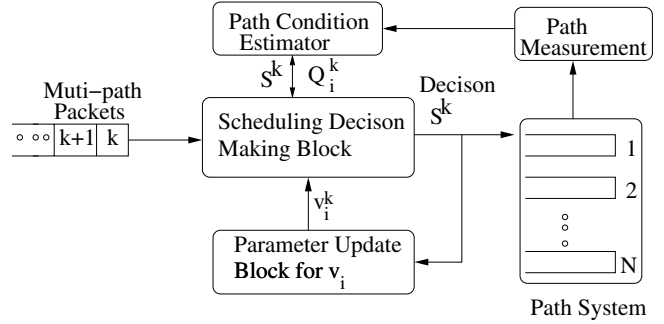 Path Condition
Estimator
Path
Measurement
S^k
Q_i^k
Muti-path
Packets
k+1
k
Scheduling Decison
Making Block
Decison
S^k
1
2
N
v_i^k
Parameter Update
Block for v_i
Path System